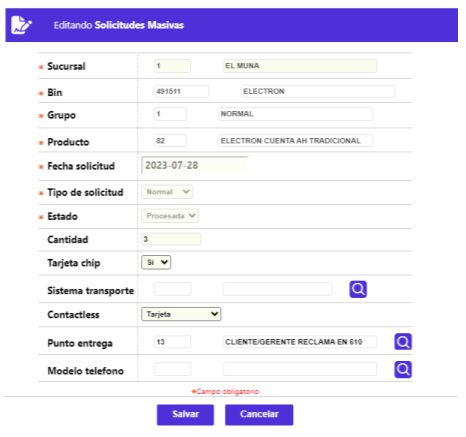 Editando Solicitudes Masivas
* Sucursal 1 EL MUNA
* Bin 491511 ELECTRON
* Grupo 1 NORMAL
* Producto 82 ELECTRON CUENTA AH TRADICIONAL
* Fecha solicitud 2023-07-28
* Tipo de solicitud Normal
* Estado Procesada
Cantidad 3
Tarjeta chip Si
Sistema transporte
Contactless Tarjeta
Punto entrega 13 CLIENTE/GERENTE RECLAMA EN 610
Modelo telefono
*Campo obligatorio
Salvar Cancelar